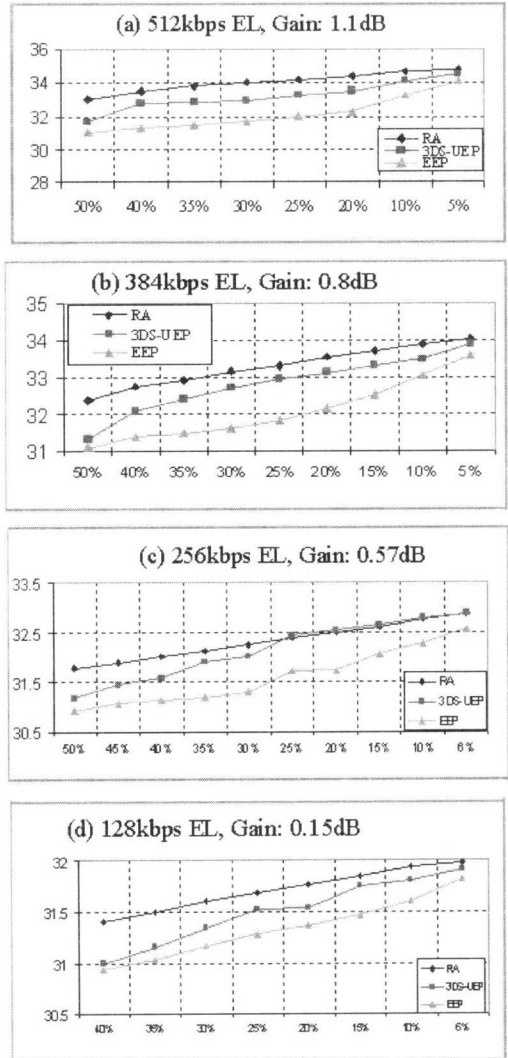 (a) 512kbps EL, Gain: 1.1dB
36
34
32
30
28
RA
3DS-UEP
EEP
50% 40% 35% 30% 25% 20% 10% 5%
(b) 384kbps EL, Gain: 0.8dB
35
34
33
32
31
RA
3DS-UEP
EEP
50% 40% 35% 30% 25% 20% 15% 10% 5%
(c) 256kbps EL, Gain: 0.57dB
33.5
32.5
31.5
30.5
RA
3DS-UEP
EEP
50% 45% 40% 35% 30% 25% 20% 15% 10% 6%
(d) 128kbps EL, Gain: 0.15dB
32
31.5
31
30.5
RA
3DS-UEP
EEP
40% 35% 30% 25% 20% 15% 10% 6%